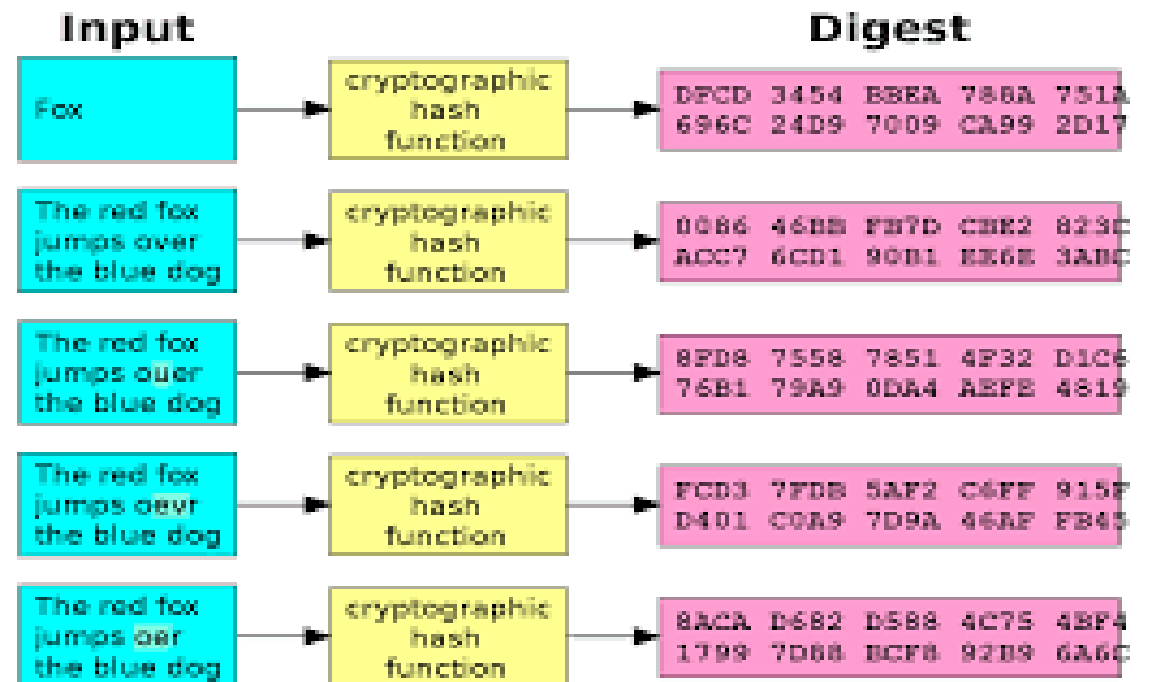 Input
Digest
Fox
cryptographic
hash
function
DFCD 3454 BBEA 788A 751A
696C 24D9 7009 CA99 2D17
The red fox
jumps over
the blue dog
cryptographic
hash
function
0086 46BB FB7D CBE2 823C
ACC7 6CD1 90B1 EE6E 3ABC
The red fox
jumps ouer
the blue dog
cryptographic
hash
function
8FD8 7558 7851 4F32 D1C6
76B1 79A9 0DA4 AEFE 4819
The red fox
jumps oevr
the blue dog
cryptographic
hash
function
FCD3 7FDB 5AF2 C6FF 915F
D401 C0A9 7D9A 46AF FB45
The red fox
jumps oer
the blue dog
cryptographic
hash
function
8ACA D682 D588 4C75 4BF4
1799 7D88 BCF8 92B9 6A6C